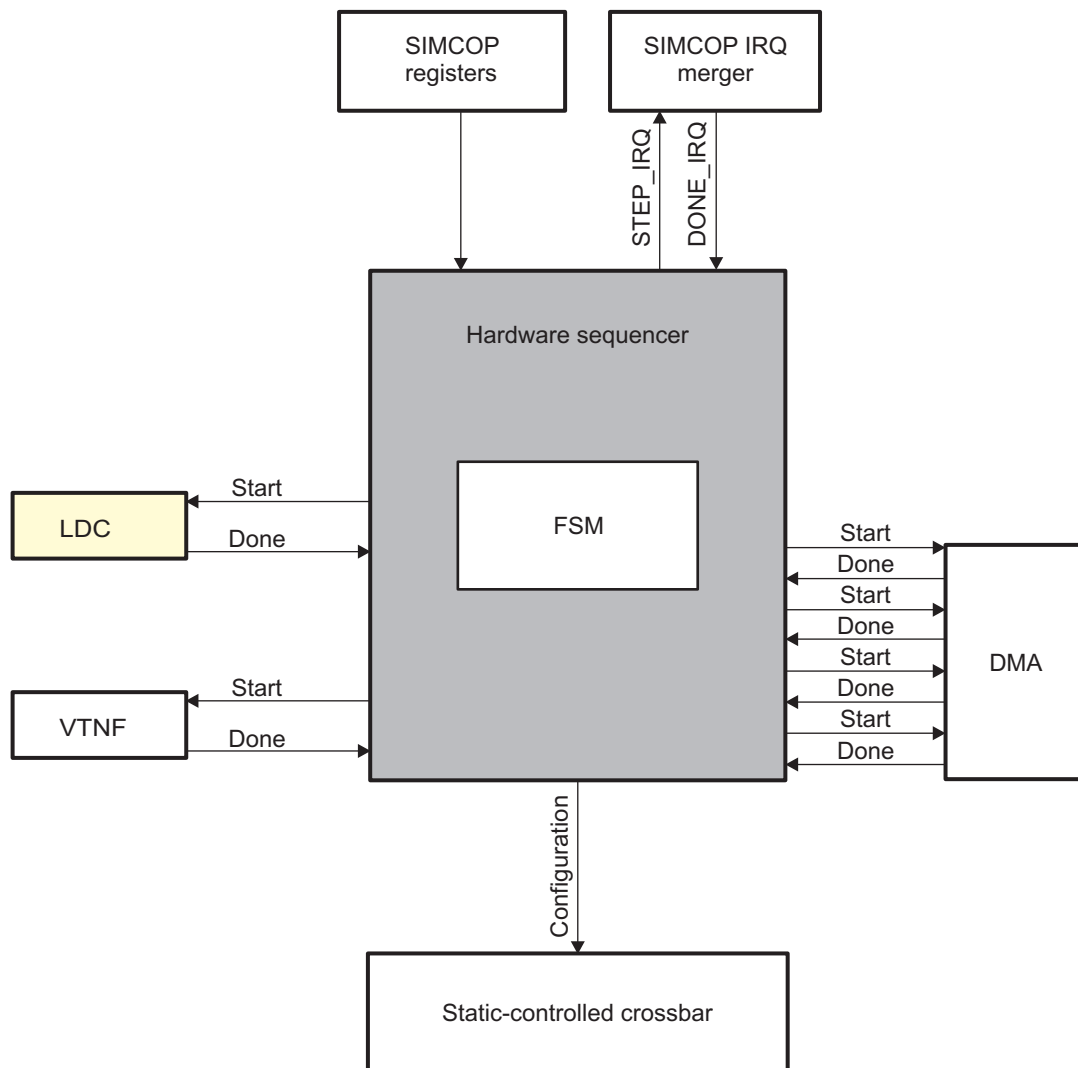 SIMCOP
registers
SIMCOP IRQ
merger
STEP_IRQ
DONE_IRQ
Hardware sequencer
FSM
LDC
Start
Done
VTNF
Start
Done
Start
Done
Start
Done
Start
Done
Start
Done
DMA
Configuration
Static-controlled crossbar